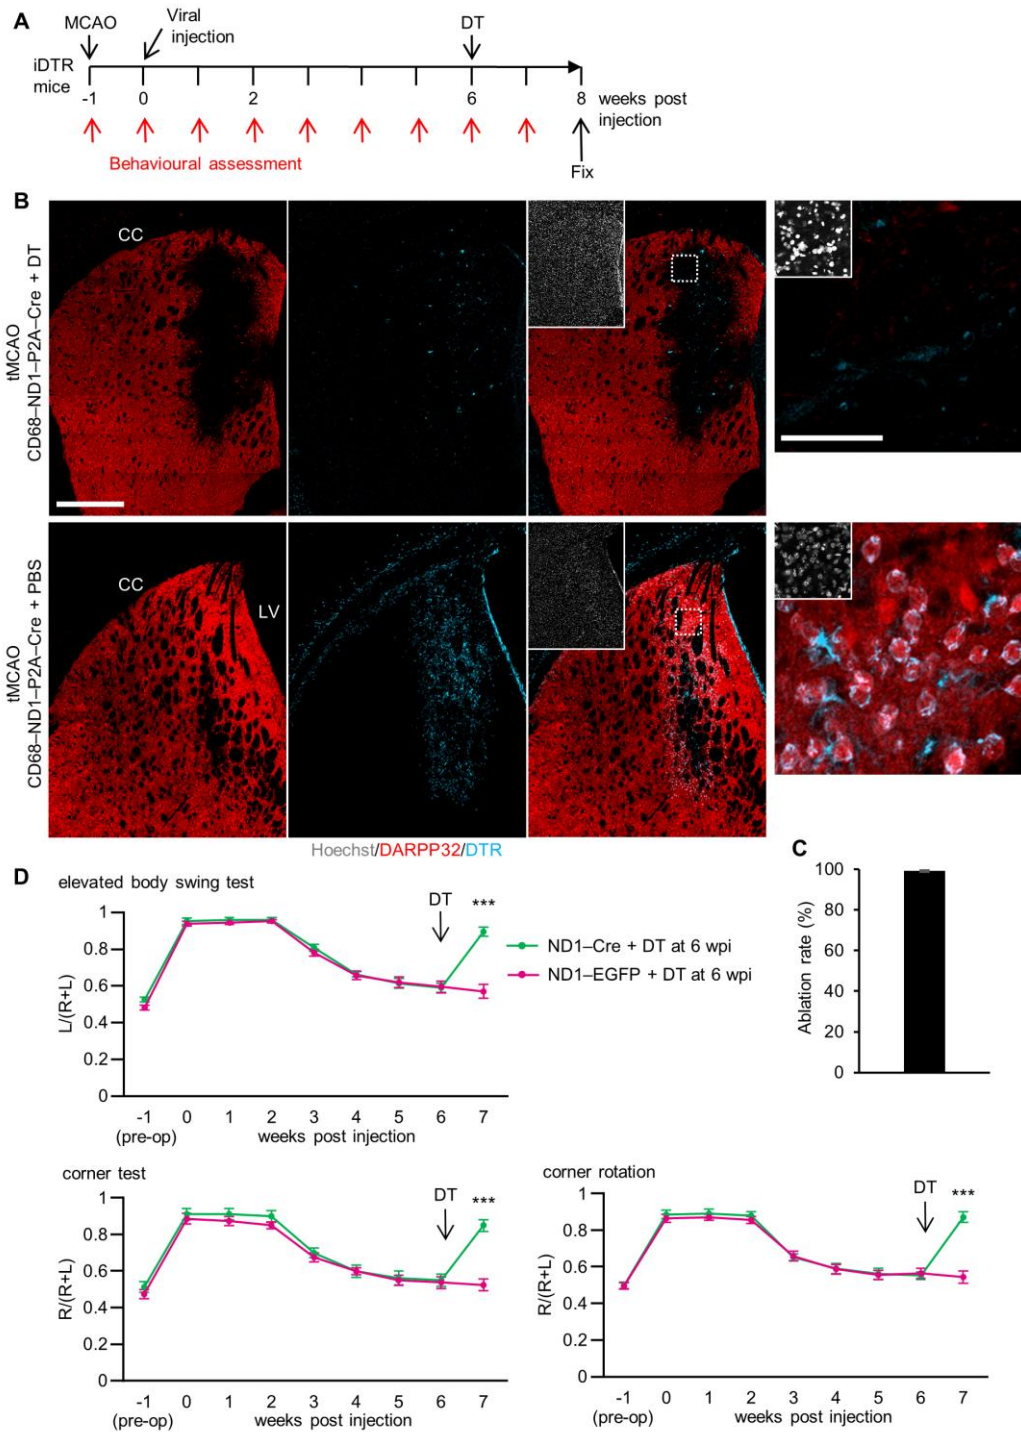 A
MCAO
Viral
injection
DT
iDTR
mice
-1
0
2
6
8
weeks post
injection
Behavioural assessment
Fix
B
tMCAO
CD68–ND1–P2A–Cre + DT
CC
tMCAO
CD68–ND1–P2A–Cre + PBS
CC
LV
Hoechst/DARPP32/DTR
C
Ablation rate (%)
100
80
60
40
20
0
D
elevated body swing test
DT
***
ND1–Cre + DT at 6 wpi
ND1–EGFP + DT at 6 wpi
L/(R+L)
1
0.8
0.6
0.4
0.2
0
-1 0 1 2 3 4 5 6 7
(pre-op) weeks post injection
corner test
DT
***
R/(R+L)
1
0.8
0.6
0.4
0.2
0
-1 0 1 2 3 4 5 6 7
(pre-op) weeks post injection
corner rotation
DT
***
R/(R+L)
1
0.8
0.6
0.4
0.2
0
-1 0 1 2 3 4 5 6 7
(pre-op) weeks post injection